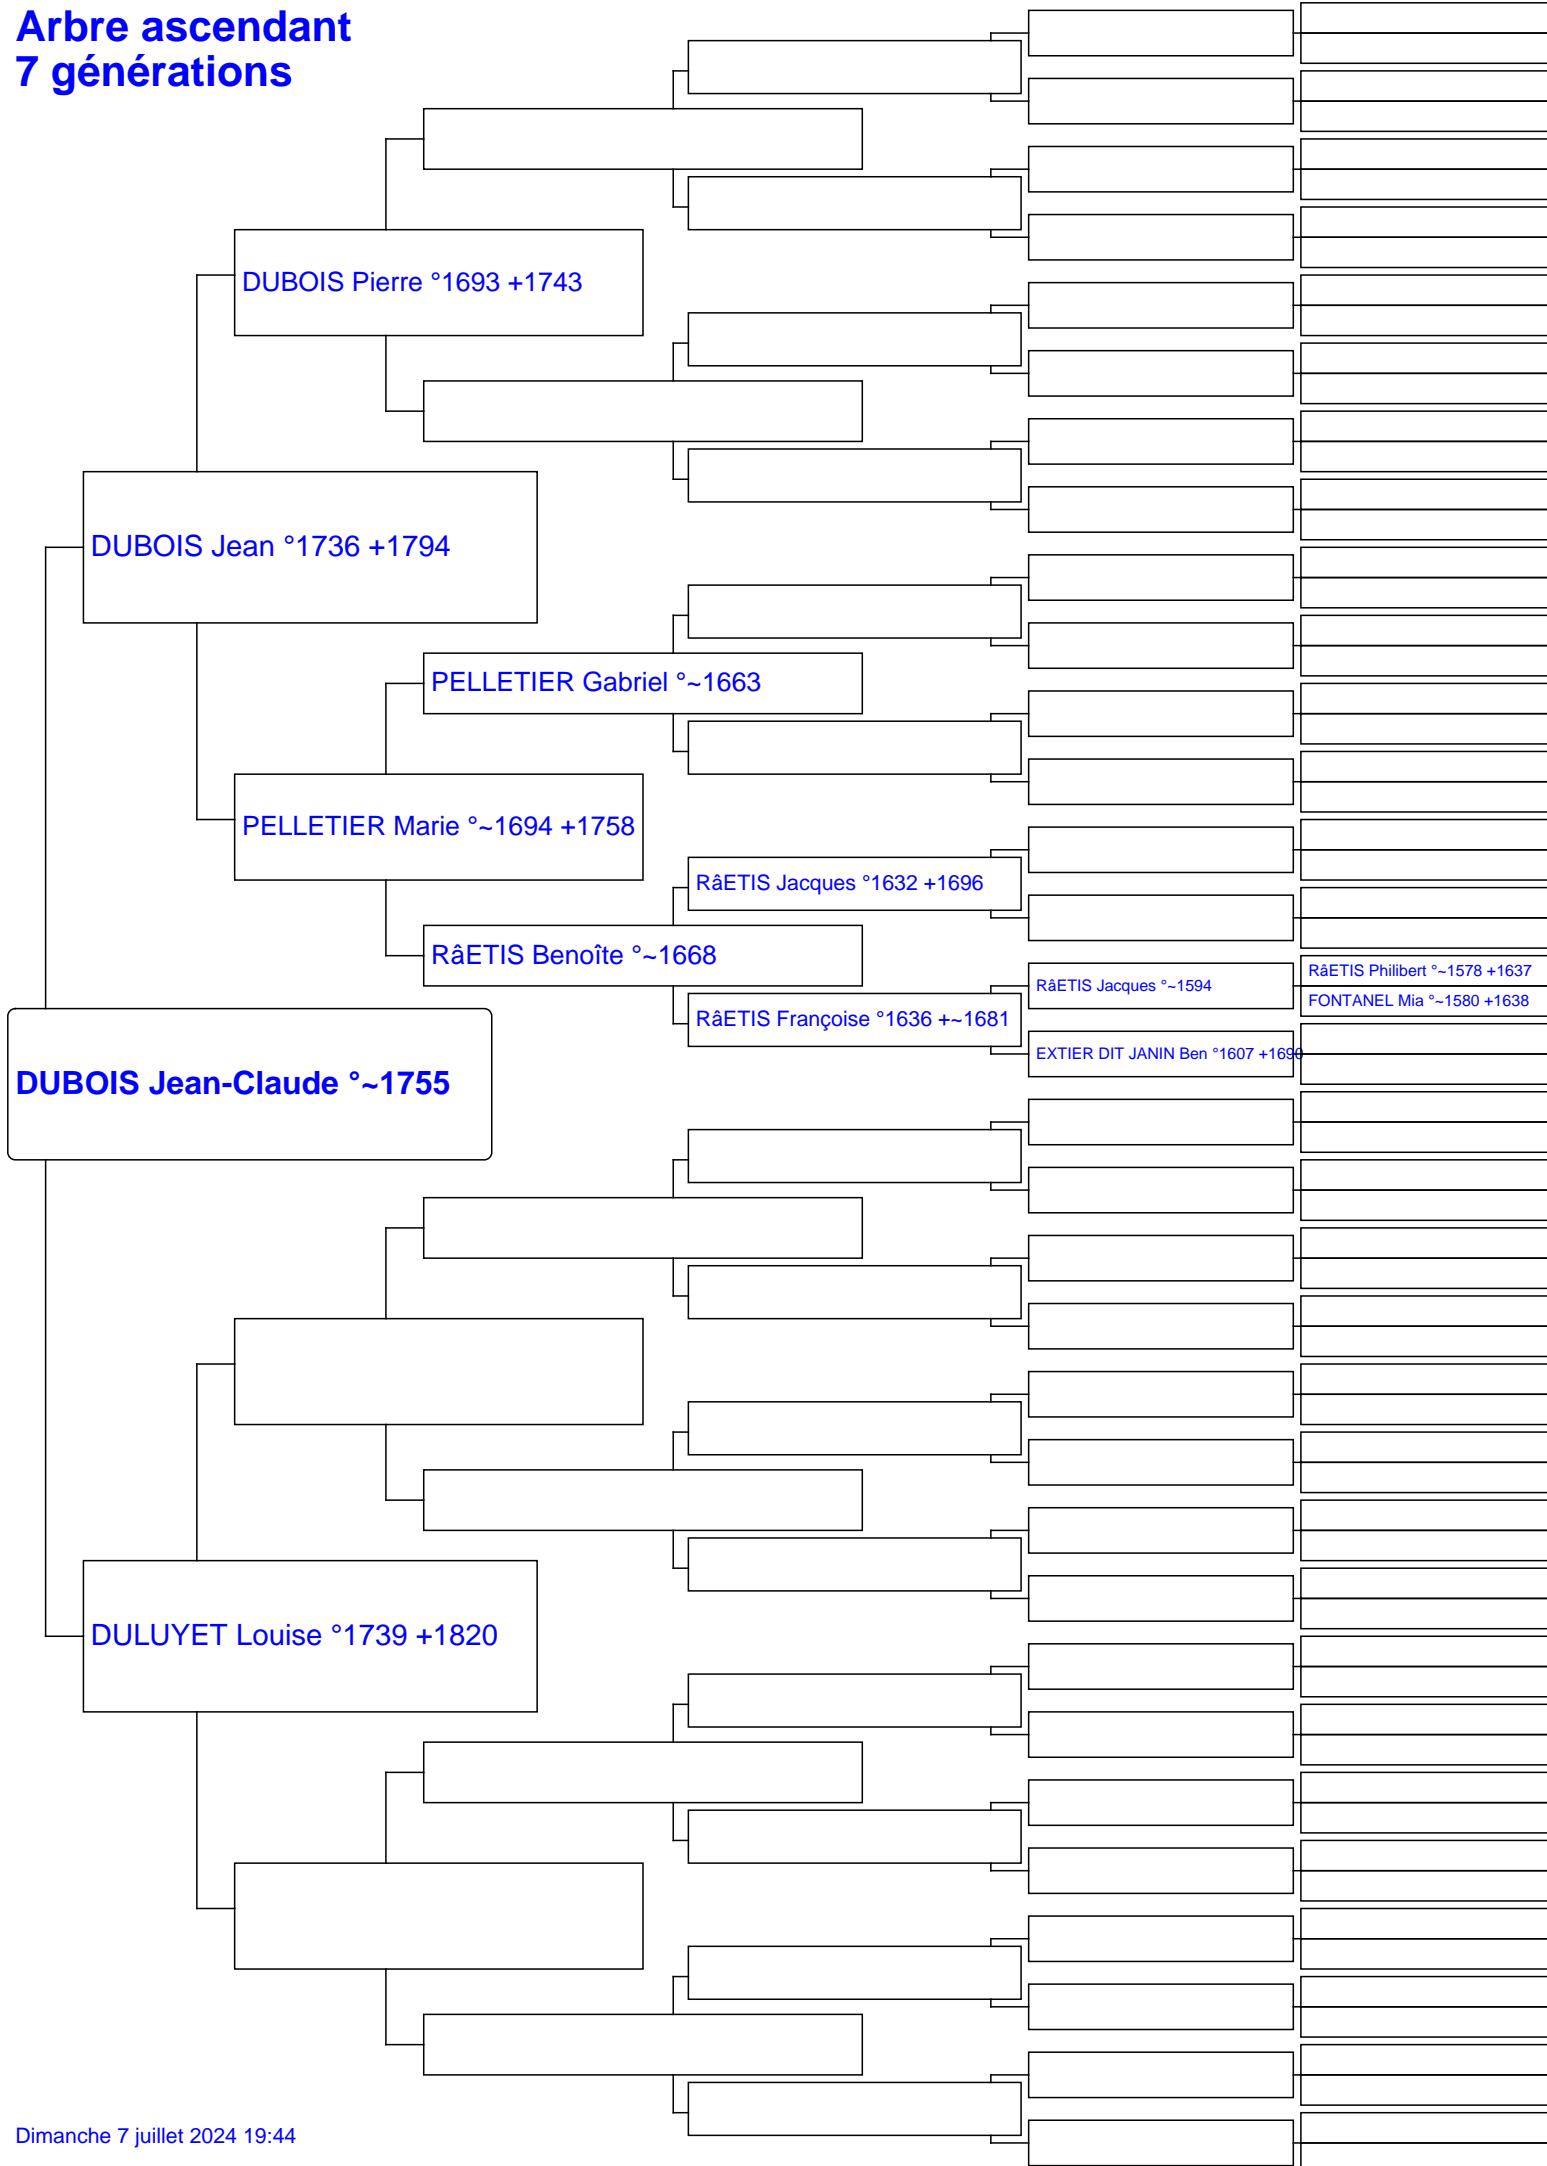 Arbre ascendant
7 générations
DUBOIS Pierre °1693 +1743
DUBOIS Jean °1736 +1794
PELLETIER Gabriel °~1663
PELLETIER Marie °~1694 +1758
RâETIS Jacques °1632 +1696
RâETIS Benoîte °~1668
RâETIS Philibert °~1578 +1637
RâETIS Jacques °~1594
FONTANEL Mia °~1580 +1638
RâETIS Françoise °1636 +~1681
EXTIER DIT JANIN Ben °1607 +1690
DUBOIS Jean-Claude °~1755
DULUYET Louise °1739 +1820
Dimanche 7 juillet 2024 19:44